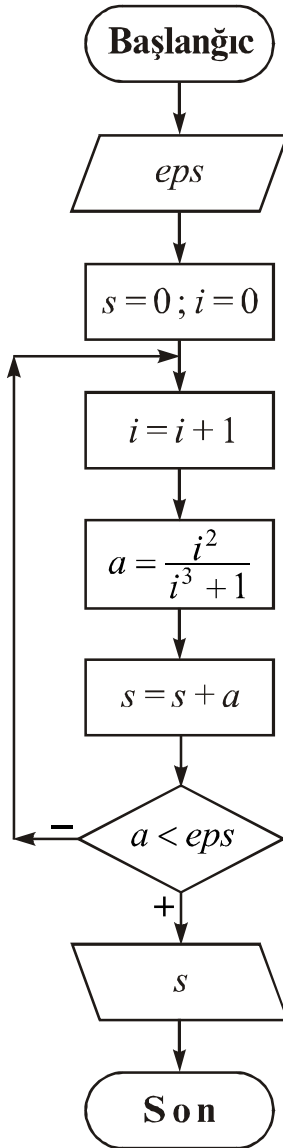 Başlanğıc
eps
s = 0 ; i = 0
i = i + 1
a = i² / (i³ + 1)
s = s + a
a < eps
−
+
s
Son